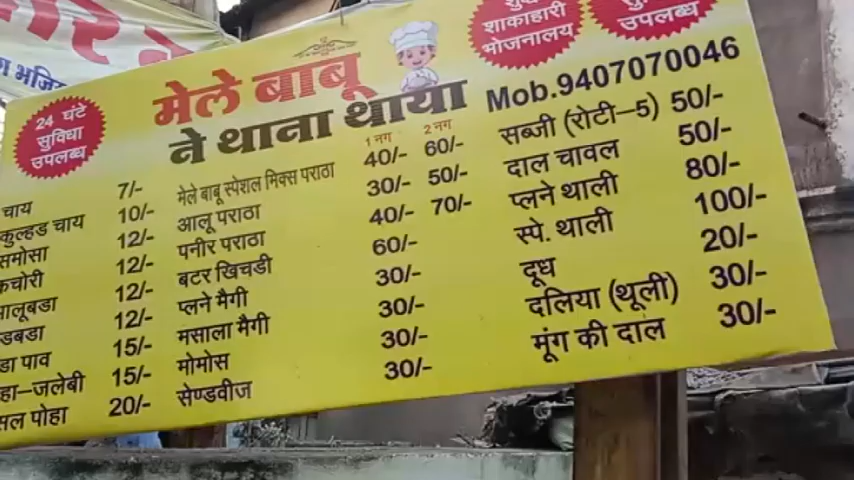 24 घंटे
सुविधा
उपलब्ध
मेले बाबू
ने थाना थाया
शाकाहारी
भोजनालय
उपलब्ध
Mob.9407070046
1 नग 2 नग
चाय 7/-
कुल्हड चाय 10/-
समोसा 12/-
कचोरी 12/-
आलूबडा 12/-
12/-
पाव 15/-
पोहा–जलेबी 15/-
पोहा 20/-
मेले बाबू स्पेशल मिक्स पराठा 40/- 60/-
आलू पराठा 30/- 50/-
पनीर पराठा 40/- 70/-
बटर खिचडी 60/-
प्लने मैगी 30/-
मसाला मैगी 30/-
मोमोस 30/-
सेण्डवीज 30/-
सब्जी (रोटी–5) 50/-
दाल चावल 50/-
प्लने थाली 80/-
स्पे. थाली 100/-
दूध 20/-
दलिया (थूली) 30/-
मूंग की दाल 30/-